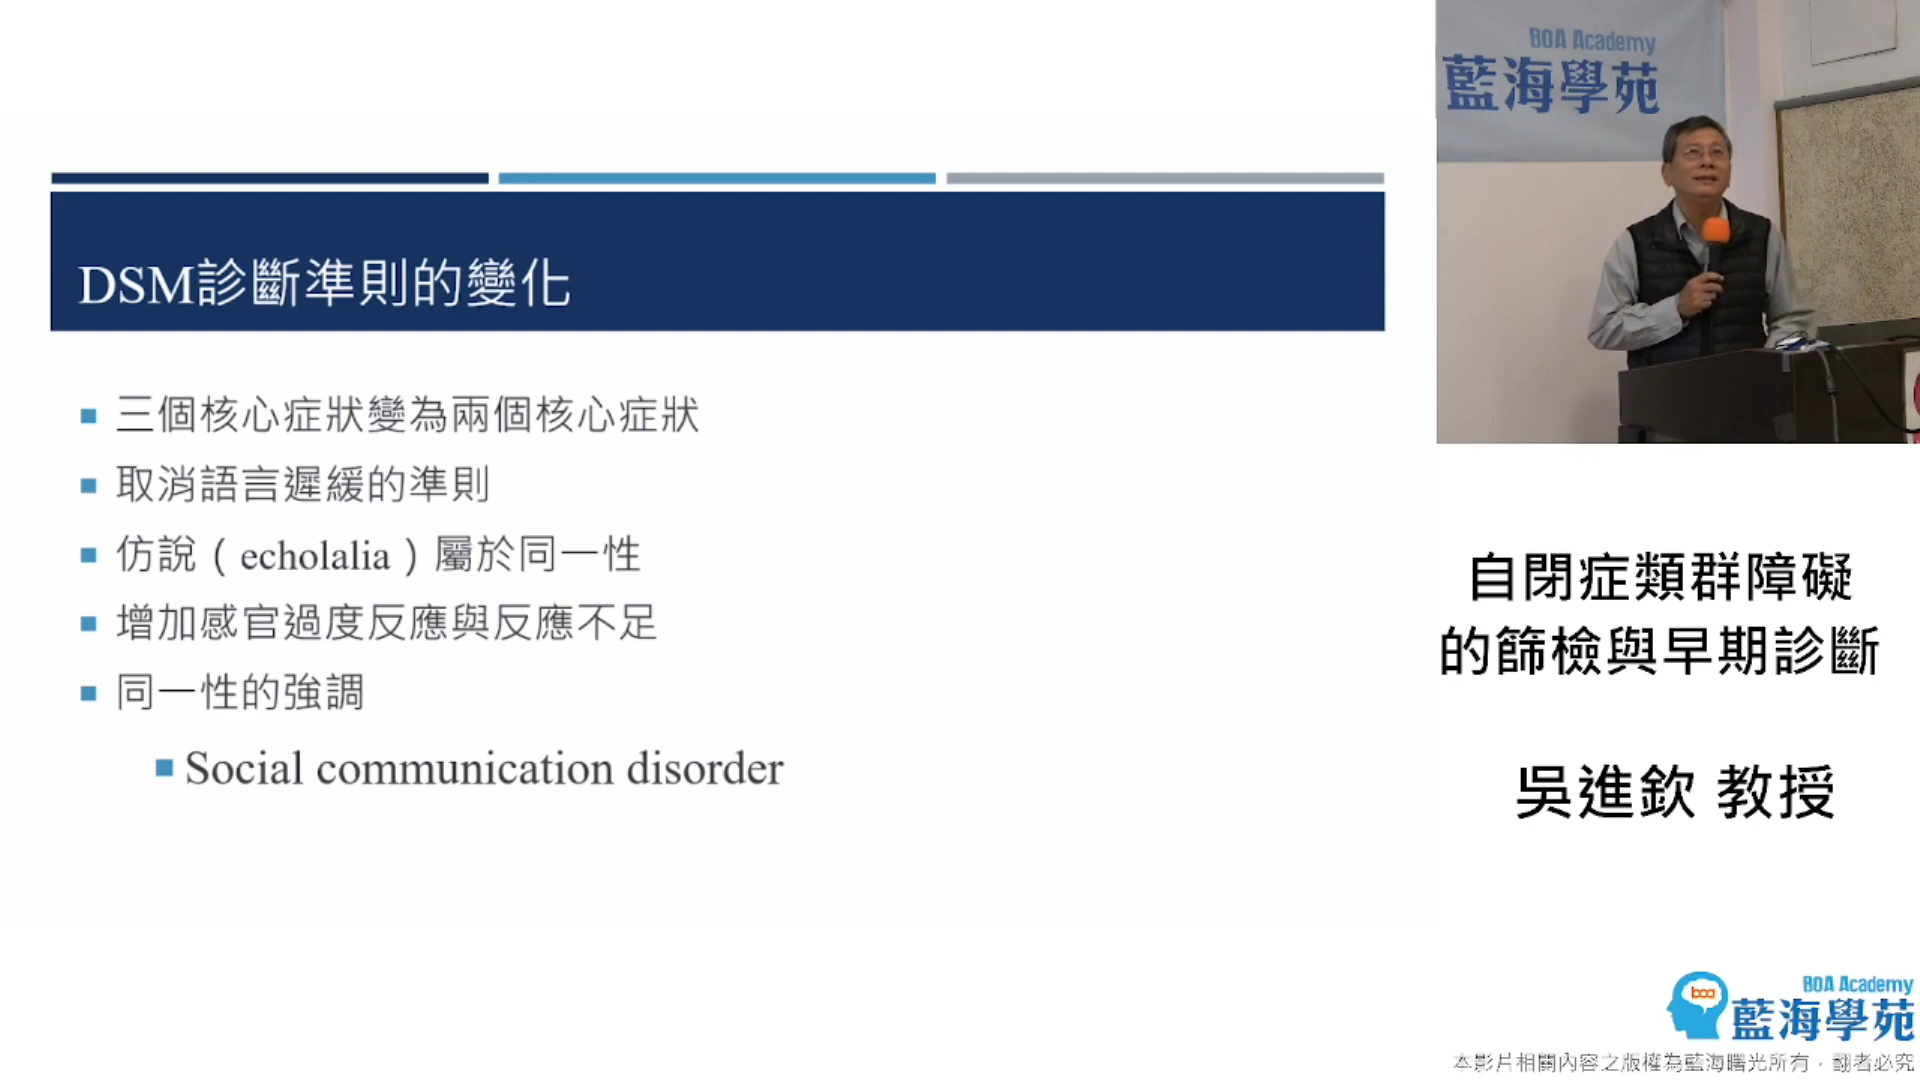 DSM診斷準則的變化
三個核心症狀變為兩個核心症狀
取消語言遲緩的準則
仿說（echolalia）屬於同一性
增加感官過度反應與反應不足
同一性的強調
Social communication disorder
BOA Academy
藍海學苑
自閉症類群障礙
的篩檢與早期診斷
吳進欽 教授
boa
BOA Academy
藍海學苑
本影片相關內容之版權為藍海曙光所有，翻者必究